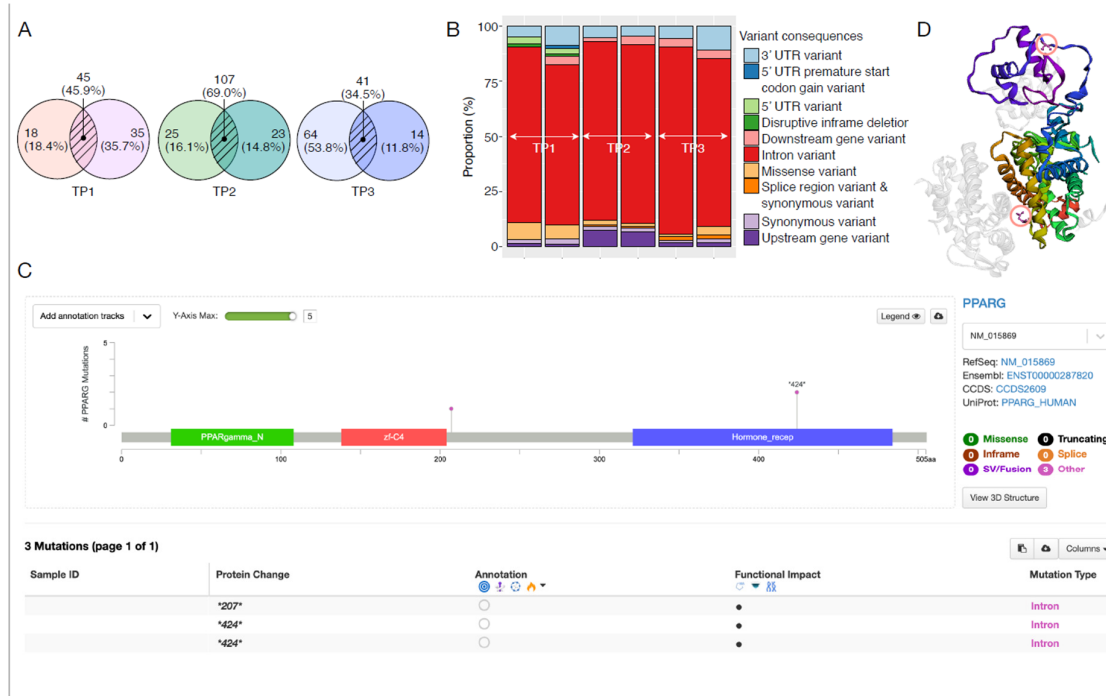 A
45
(45.9%)
18
(18.4%)
35
(35.7%)
TP1
107
(69.0%)
25
(16.1%)
23
(14.8%)
TP2
41
(34.5%)
64
(53.8%)
14
(11.8%)
TP3
B
Proportion (%)
100
75
50
25
0
TP1
TP2
TP3
Variant consequences
3' UTR variant
5' UTR premature start
codon gain variant
5' UTR variant
Disruptive inframe deletior
Downstream gene variant
Intron variant
Missense variant
Splice region variant &
synonymous variant
Synonymous variant
Upstream gene variant
D
C
Add annotation tracks
Y-Axis Max:
5
Legend
# PPARG Mutations
5
0
*424*
PPARgamma_N
zf-C4
Hormone_recep
0
100
200
300
400
505aa
PPARG
NM_015869
RefSeq: NM_015869
Ensembl: ENST00000287820
CCDS: CCDS2609
UniProt: PPARG_HUMAN
0 Missense
0 Truncating
0 Inframe
0 Splice
0 SV/Fusion
3 Other
View 3D Structure
3 Mutations (page 1 of 1)
Columns
Sample ID
Protein Change
Annotation
Functional Impact
Mutation Type
*207*
Intron
*424*
Intron
*424*
Intron